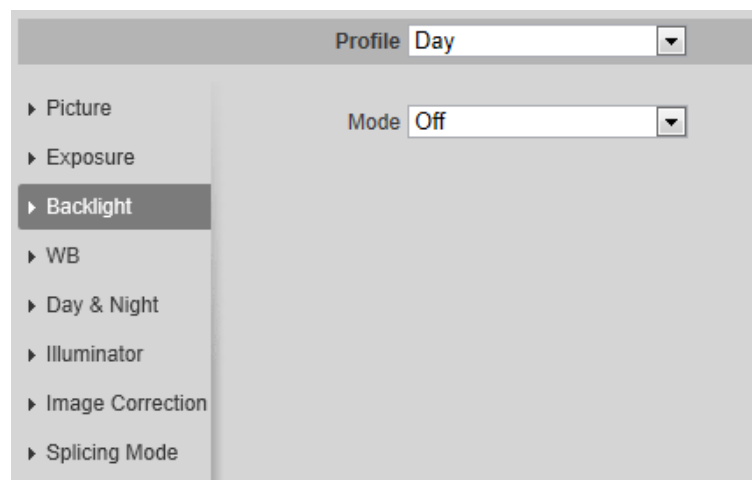 Profile Day
Mode Off
Picture
Exposure
Backlight
WB
Day & Night
Illuminator
Image Correction
Splicing Mode